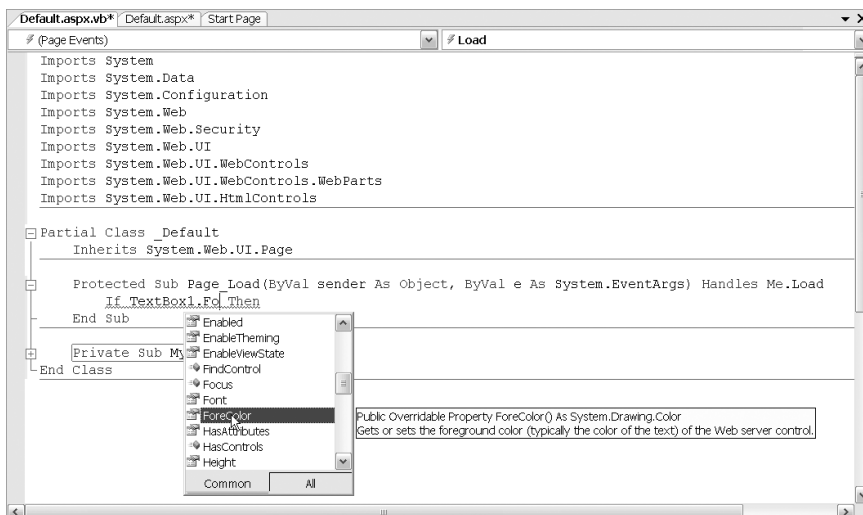 Default.aspx.vb* Default.aspx* Start Page
(Page Events) Load
Imports System
Imports System.Data
Imports System.Configuration
Imports System.Web
Imports System.Web.Security
Imports System.Web.UI
Imports System.Web.UI.WebControls
Imports System.Web.UI.WebControls.WebParts
Imports System.Web.UI.HtmlControls
Partial Class _Default
Inherits System.Web.UI.Page
Protected Sub Page_Load(ByVal sender As Object, ByVal e As System.EventArgs) Handles Me.Load
If TextBox1.Fo Then
End Sub
Private Sub My
End Class
Enabled
EnableTheming
EnableViewState
FindControl
Focus
Font
ForeColor
HasAttributes
HasControls
Height
Common All
Public Overridable Property ForeColor() As System.Drawing.Color
Gets or sets the foreground color (typically the color of the text) of the Web server control.